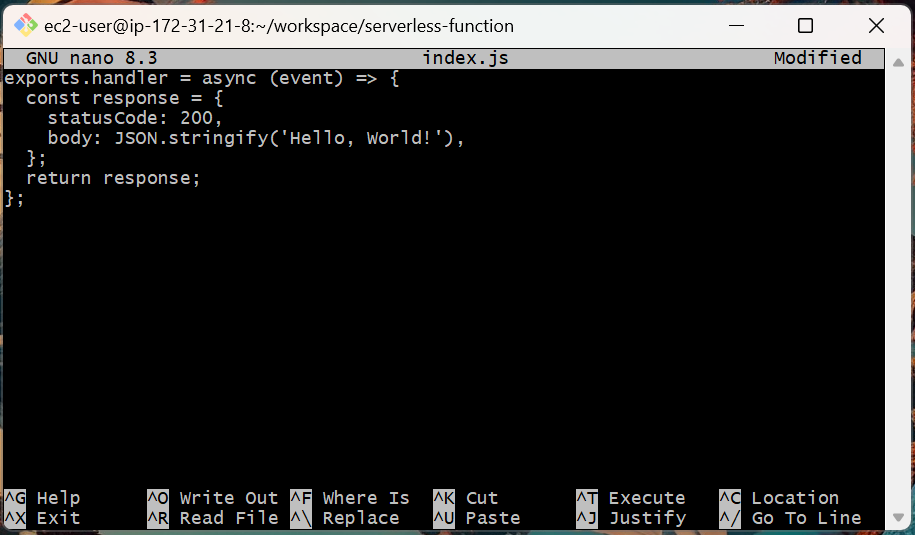 ec2-user@ip-172-31-21-8:~/workspace/serverless-function
GNU nano 8.3 index.js Modified
exports.handler = async (event) => {
  const response = {
    statusCode: 200,
    body: JSON.stringify('Hello, World!'),
  };
  return response;
};
^G Help ^O Write Out ^F Where Is ^K Cut ^T Execute ^C Location
^X Exit ^R Read File ^\ Replace ^U Paste ^J Justify ^/ Go To Line